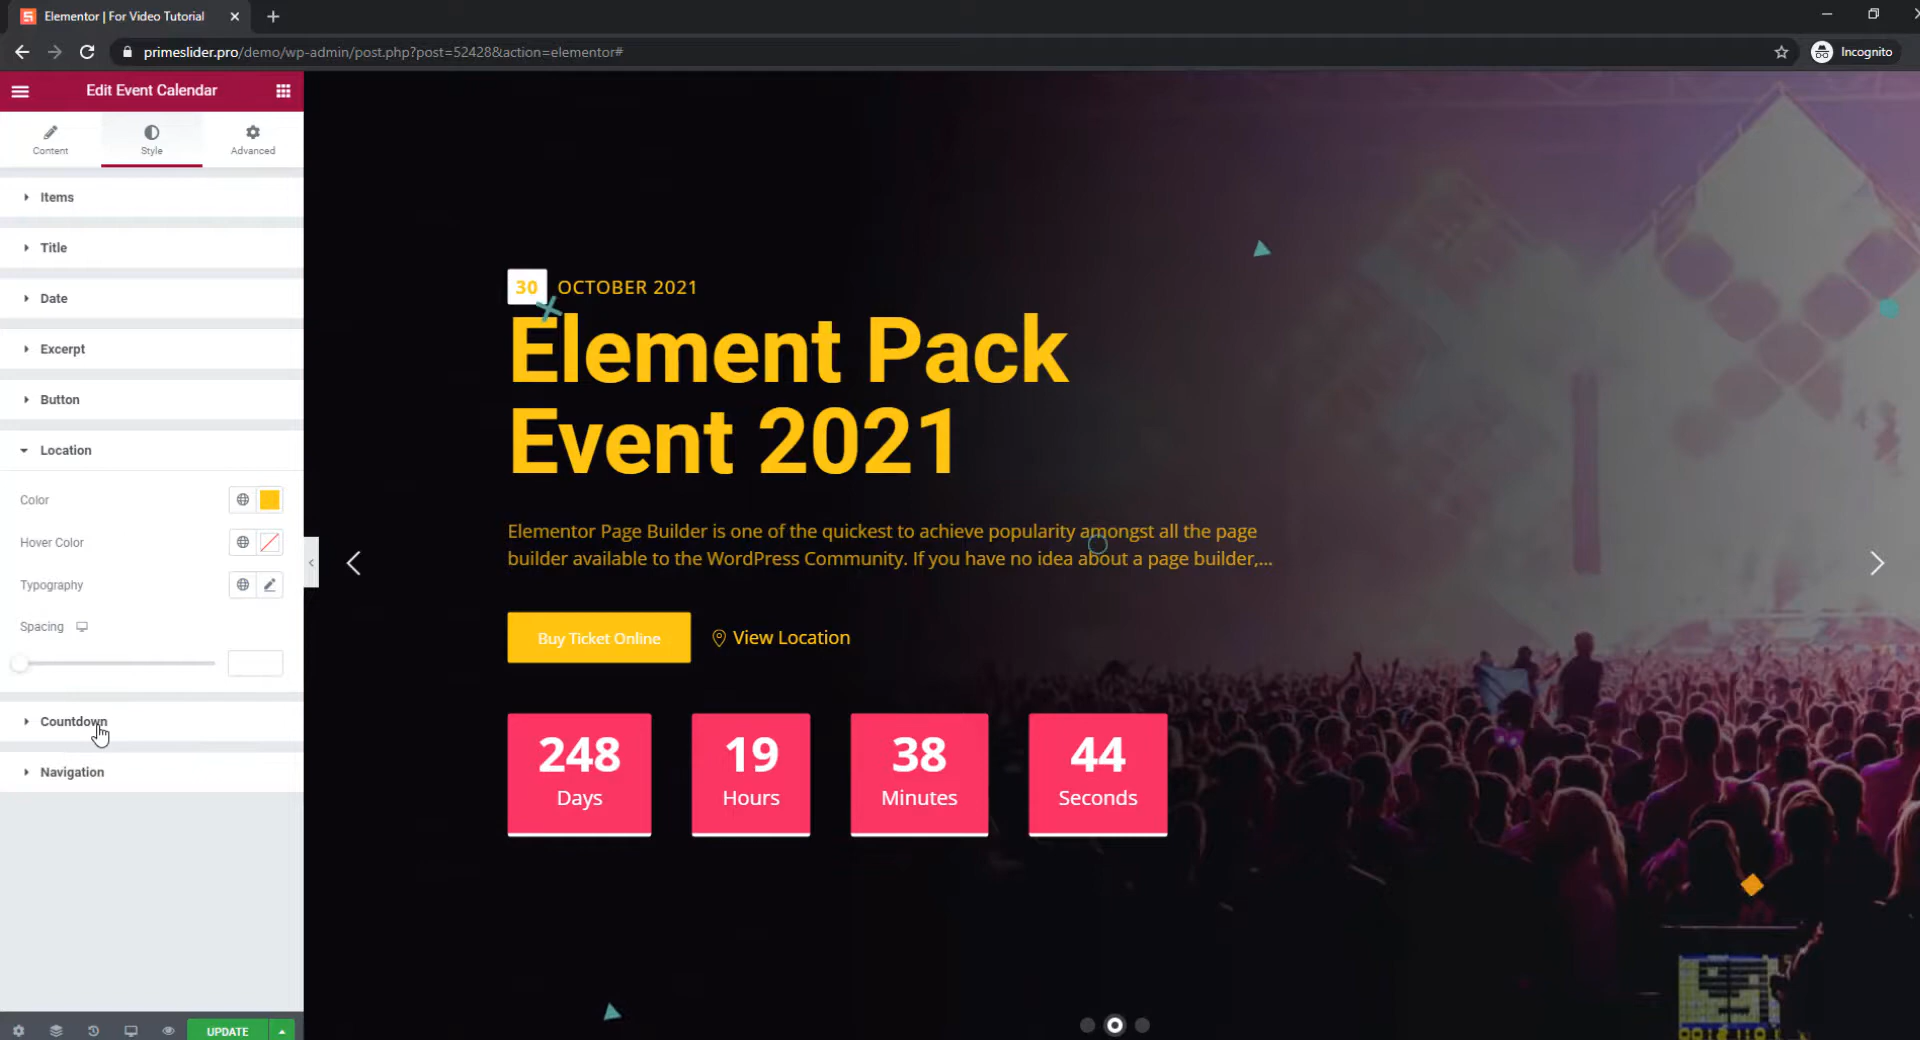 Elementor | For Video Tutorial
primeslider.pro/demo/wp-admin/post.php?post=52428&action=elementor#
Incognito
Edit Event Calendar
Content
Style
Advanced
Items
Title
Date
Excerpt
Button
Location
Color
Hover Color
Typography
Spacing
Countdown
Navigation
UPDATE
30 OCTOBER 2021
Element Pack
Event 2021
Elementor Page Builder is one of the quickest to achieve popularity amongst all the page
builder available to the WordPress Community. If you have no idea about a page builder,...
Buy Ticket Online
View Location
248
Days
19
Hours
38
Minutes
44
Seconds